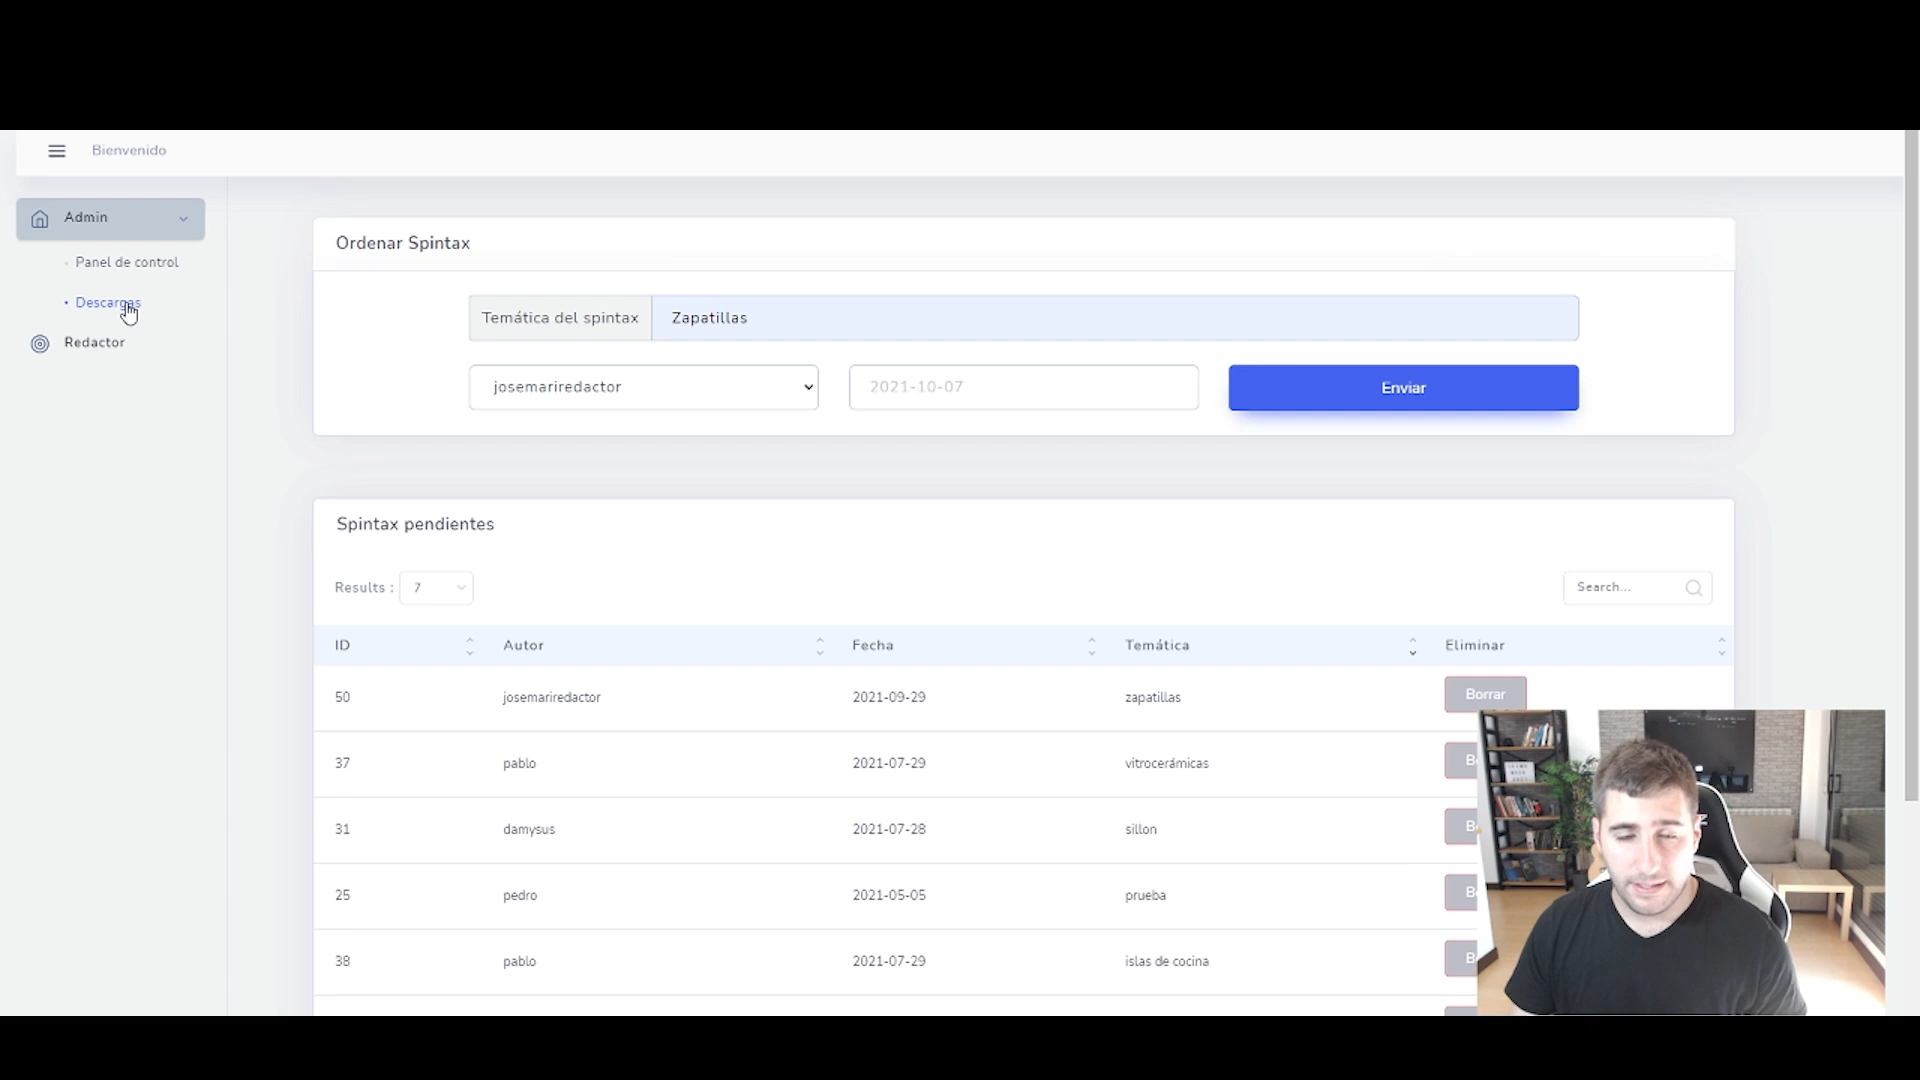 Bienvenido
Admin
Panel de control
Descargas
Redactor
Ordenar Spintax
Temática del spintax Zapatillas
josemariredactor 2021-10-07 Enviar
Spintax pendientes
Results : 7 Search...
ID Autor Fecha Temática Eliminar
50 josemariredactor 2021-09-29 zapatillas Borrar
37 pablo 2021-07-29 vitrocerámicas B
31 damysus 2021-07-28 sillon B
25 pedro 2021-05-05 prueba B
38 pablo 2021-07-29 islas de cocina B